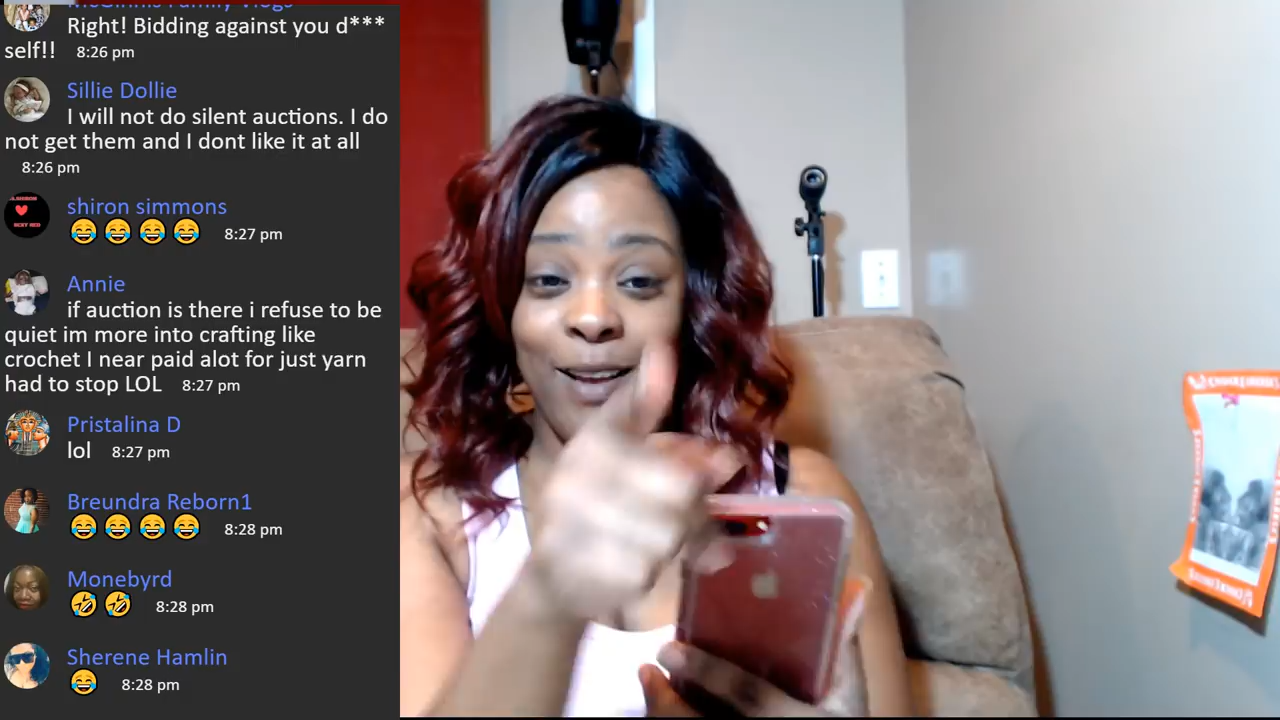 McGinnis Family Vlogs
Right! Bidding against you d***
self!! 8:26 pm
Sillie Dollie
I will not do silent auctions. I do
not get them and I dont like it at all
8:26 pm
shiron simmons
😂 😂 😂 😂 8:27 pm
Annie
if auction is there i refuse to be
quiet im more into crafting like
crochet I near paid alot for just yarn
had to stop LOL 8:27 pm
Pristalina D
lol 8:27 pm
Breundra Reborn1
😂 😂 😂 😂 8:28 pm
Monebyrd
🤣 🤣 8:28 pm
Sherene Hamlin
😂 8:28 pm